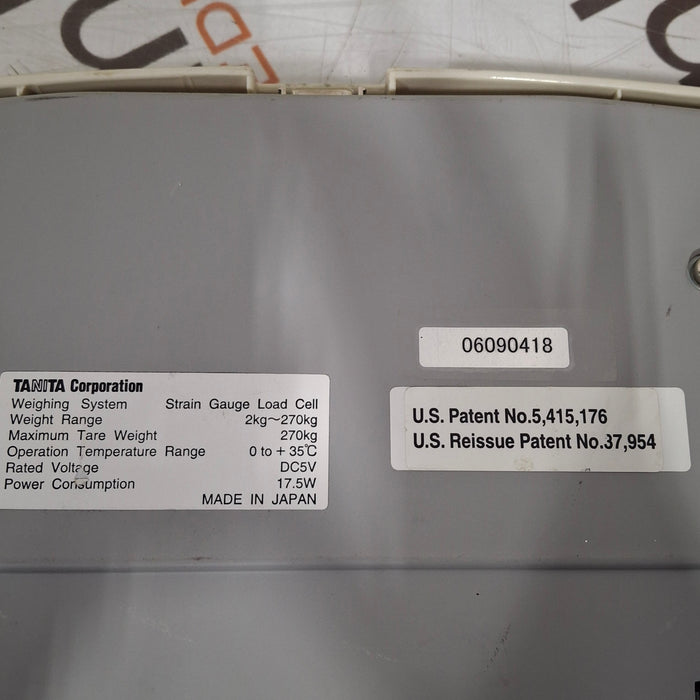 06090418
TANITA Corporation
Weighing System Strain Gauge Load Cell
Weight Range 2kg~270kg
Maximum Tare Weight 270kg
Operation Temperature Range 0 to + 35℃
Rated Voltage DC5V
Power Consumption 17.5W
MADE IN JAPAN
U.S. Patent No.5,415,176
U.S. Reissue Patent No.37,954